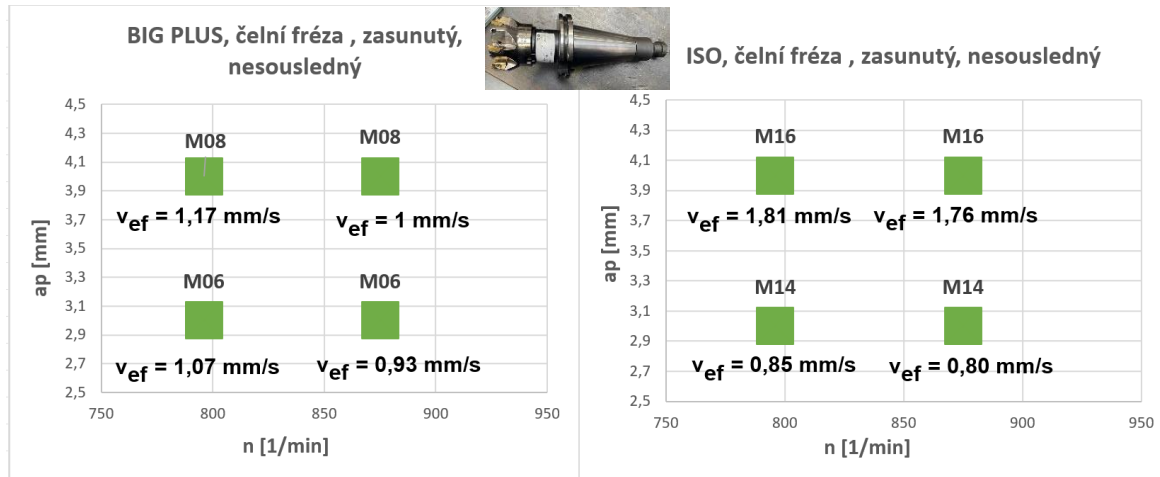 BIG PLUS, čelní fréza , zasunutý,
nesousledný
4,5
4,3
4,1
3,9
3,7
3,5
3,3
3,1
2,9
2,7
2,5
ap [mm]
M08
M08
vef = 1,17 mm/s
vef = 1 mm/s
M06
M06
vef = 1,07 mm/s
vef = 0,93 mm/s
750
800
850
900
950
n [1/min]
ISO, čelní fréza , zasunutý, nesousledný
4,5
4,3
4,1
3,9
3,7
3,5
3,3
3,1
2,9
2,7
2,5
ap [mm]
M16
M16
vef = 1,81 mm/s
vef = 1,76 mm/s
M14
M14
vef = 0,85 mm/s
vef = 0,80 mm/s
750
800
850
900
950
n [1/min]